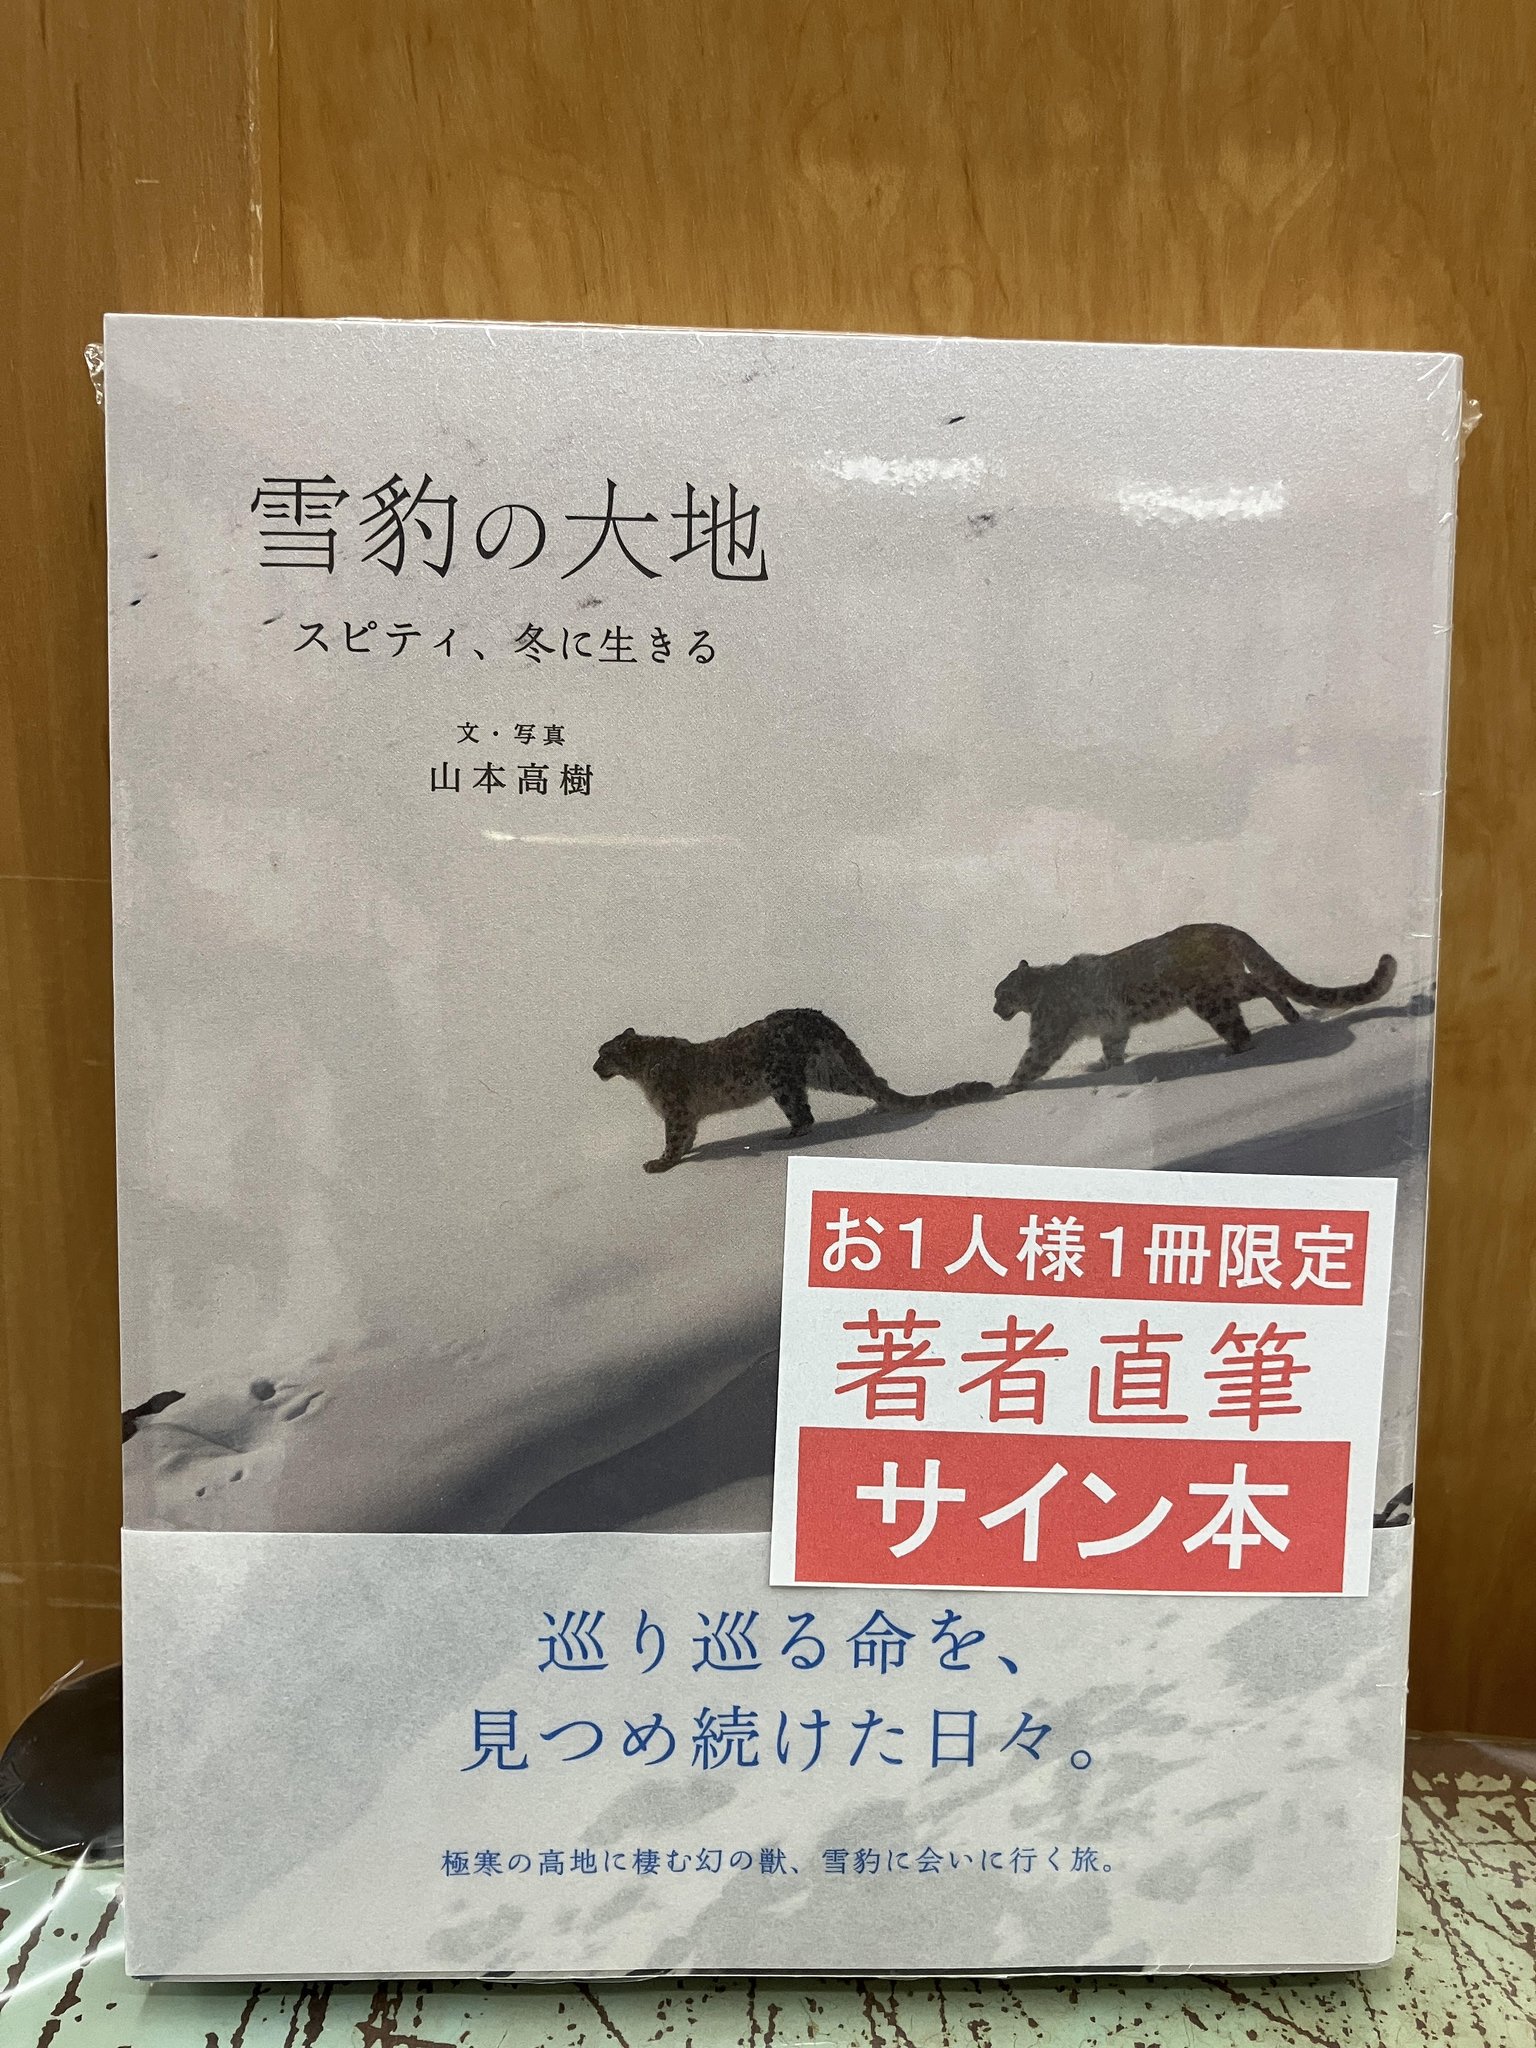 雪豹の大地
スピティ、冬に生きる
文・写真
山本高樹
お1人様1冊限定
著者直筆
サイン本
巡り巡る命を、
見つめ続けた日々。
極寒の高地に棲む幻の獣、雪豹に会いに行く旅。